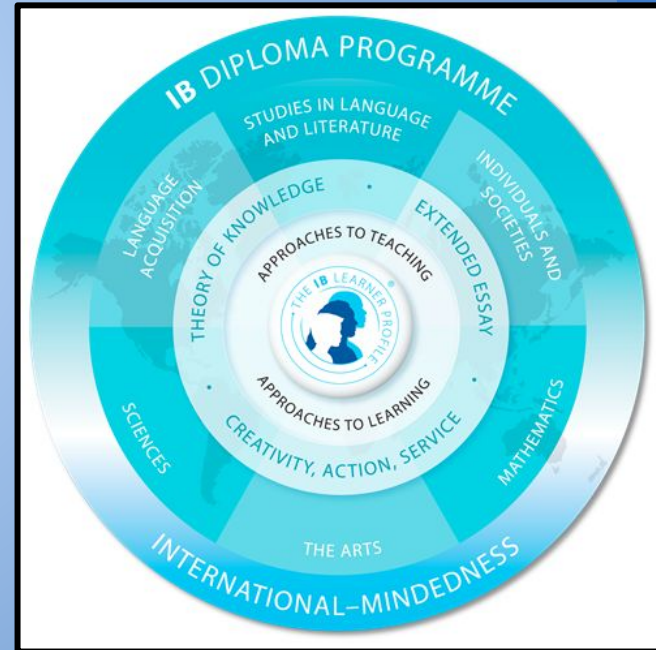 IB DIPLOMA PROGRAMME
STUDIES IN LANGUAGE
AND LITERATURE
LANGUAGE
ACQUISITION
INDIVIDUALS AND
SOCIETIES
THEORY OF KNOWLEDGE
EXTENDED ESSAY
APPROACHES TO TEACHING
THE IB LEARNER PROFILE ®
APPROACHES TO LEARNING
CREATIVITY, ACTION, SERVICE
SCIENCES
MATHEMATICS
THE ARTS
INTERNATIONAL–MINDEDNESS